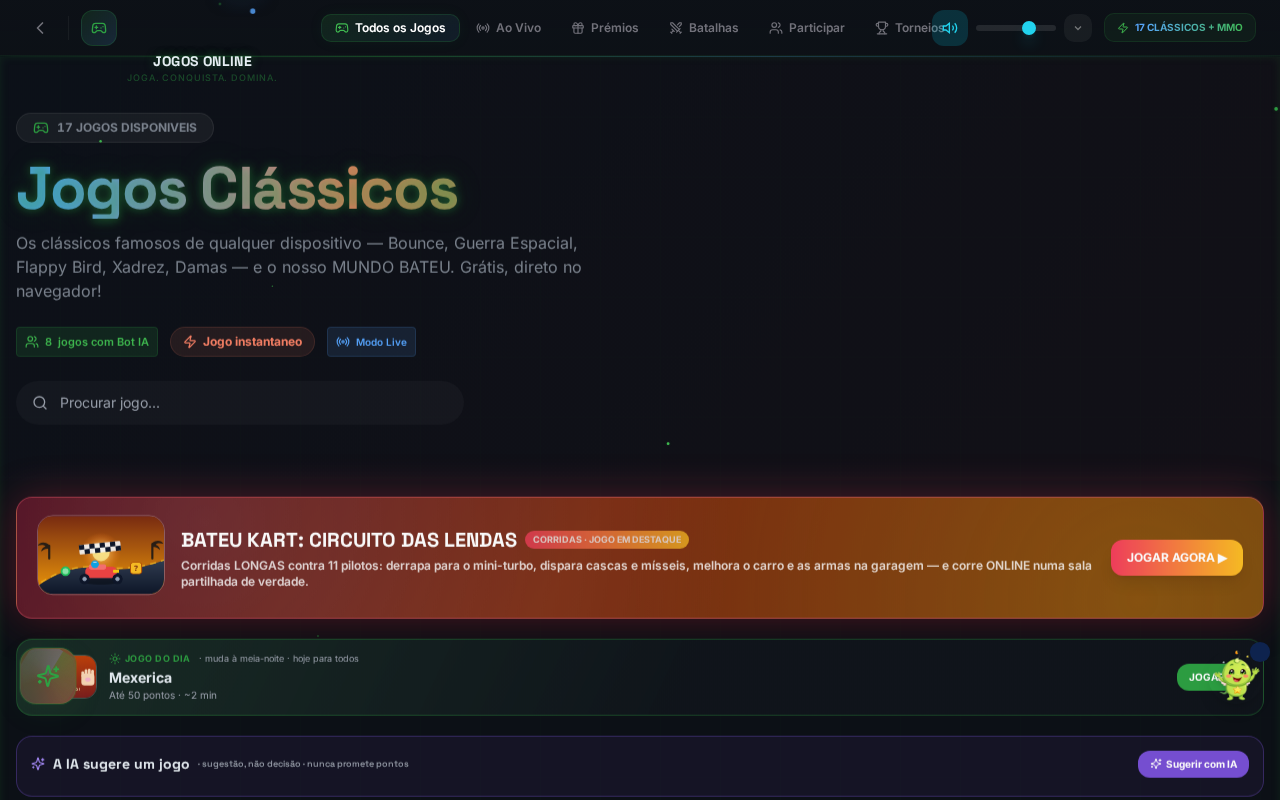 Todos os Jogos
Ao Vivo
Prémios
Batalhas
Participar
Torneios
17 CLÁSSICOS + MMO
JOGOS ONLINE
JOGA. CONQUISTA. DOMINA.
17 JOGOS DISPONIVEIS
Jogos Clássicos
Os clássicos famosos de qualquer dispositivo — Bounce, Guerra Espacial,
Flappy Bird, Xadrez, Damas — e o nosso MUNDO BATEU. Grátis, direto no
navegador!
8 jogos com Bot IA
Jogo instantaneo
Modo Live
Procurar jogo...
BATEU KART: CIRCUITO DAS LENDAS
CORRIDAS · JOGO EM DESTAQUE
Corridas LONGAS contra 11 pilotos: derrapa para o mini-turbo, dispara cascas e mísseis, melhora o carro e as armas na garagem — e corre ONLINE numa sala
partilhada de verdade.
JOGAR AGORA ▶
JOGO DO DIA · muda à meia-noite · hoje para todos
Mexerica
Até 50 pontos · ~2 min
A IA sugere um jogo · sugestão, não decisão · nunca promete pontos
Sugerir com IA